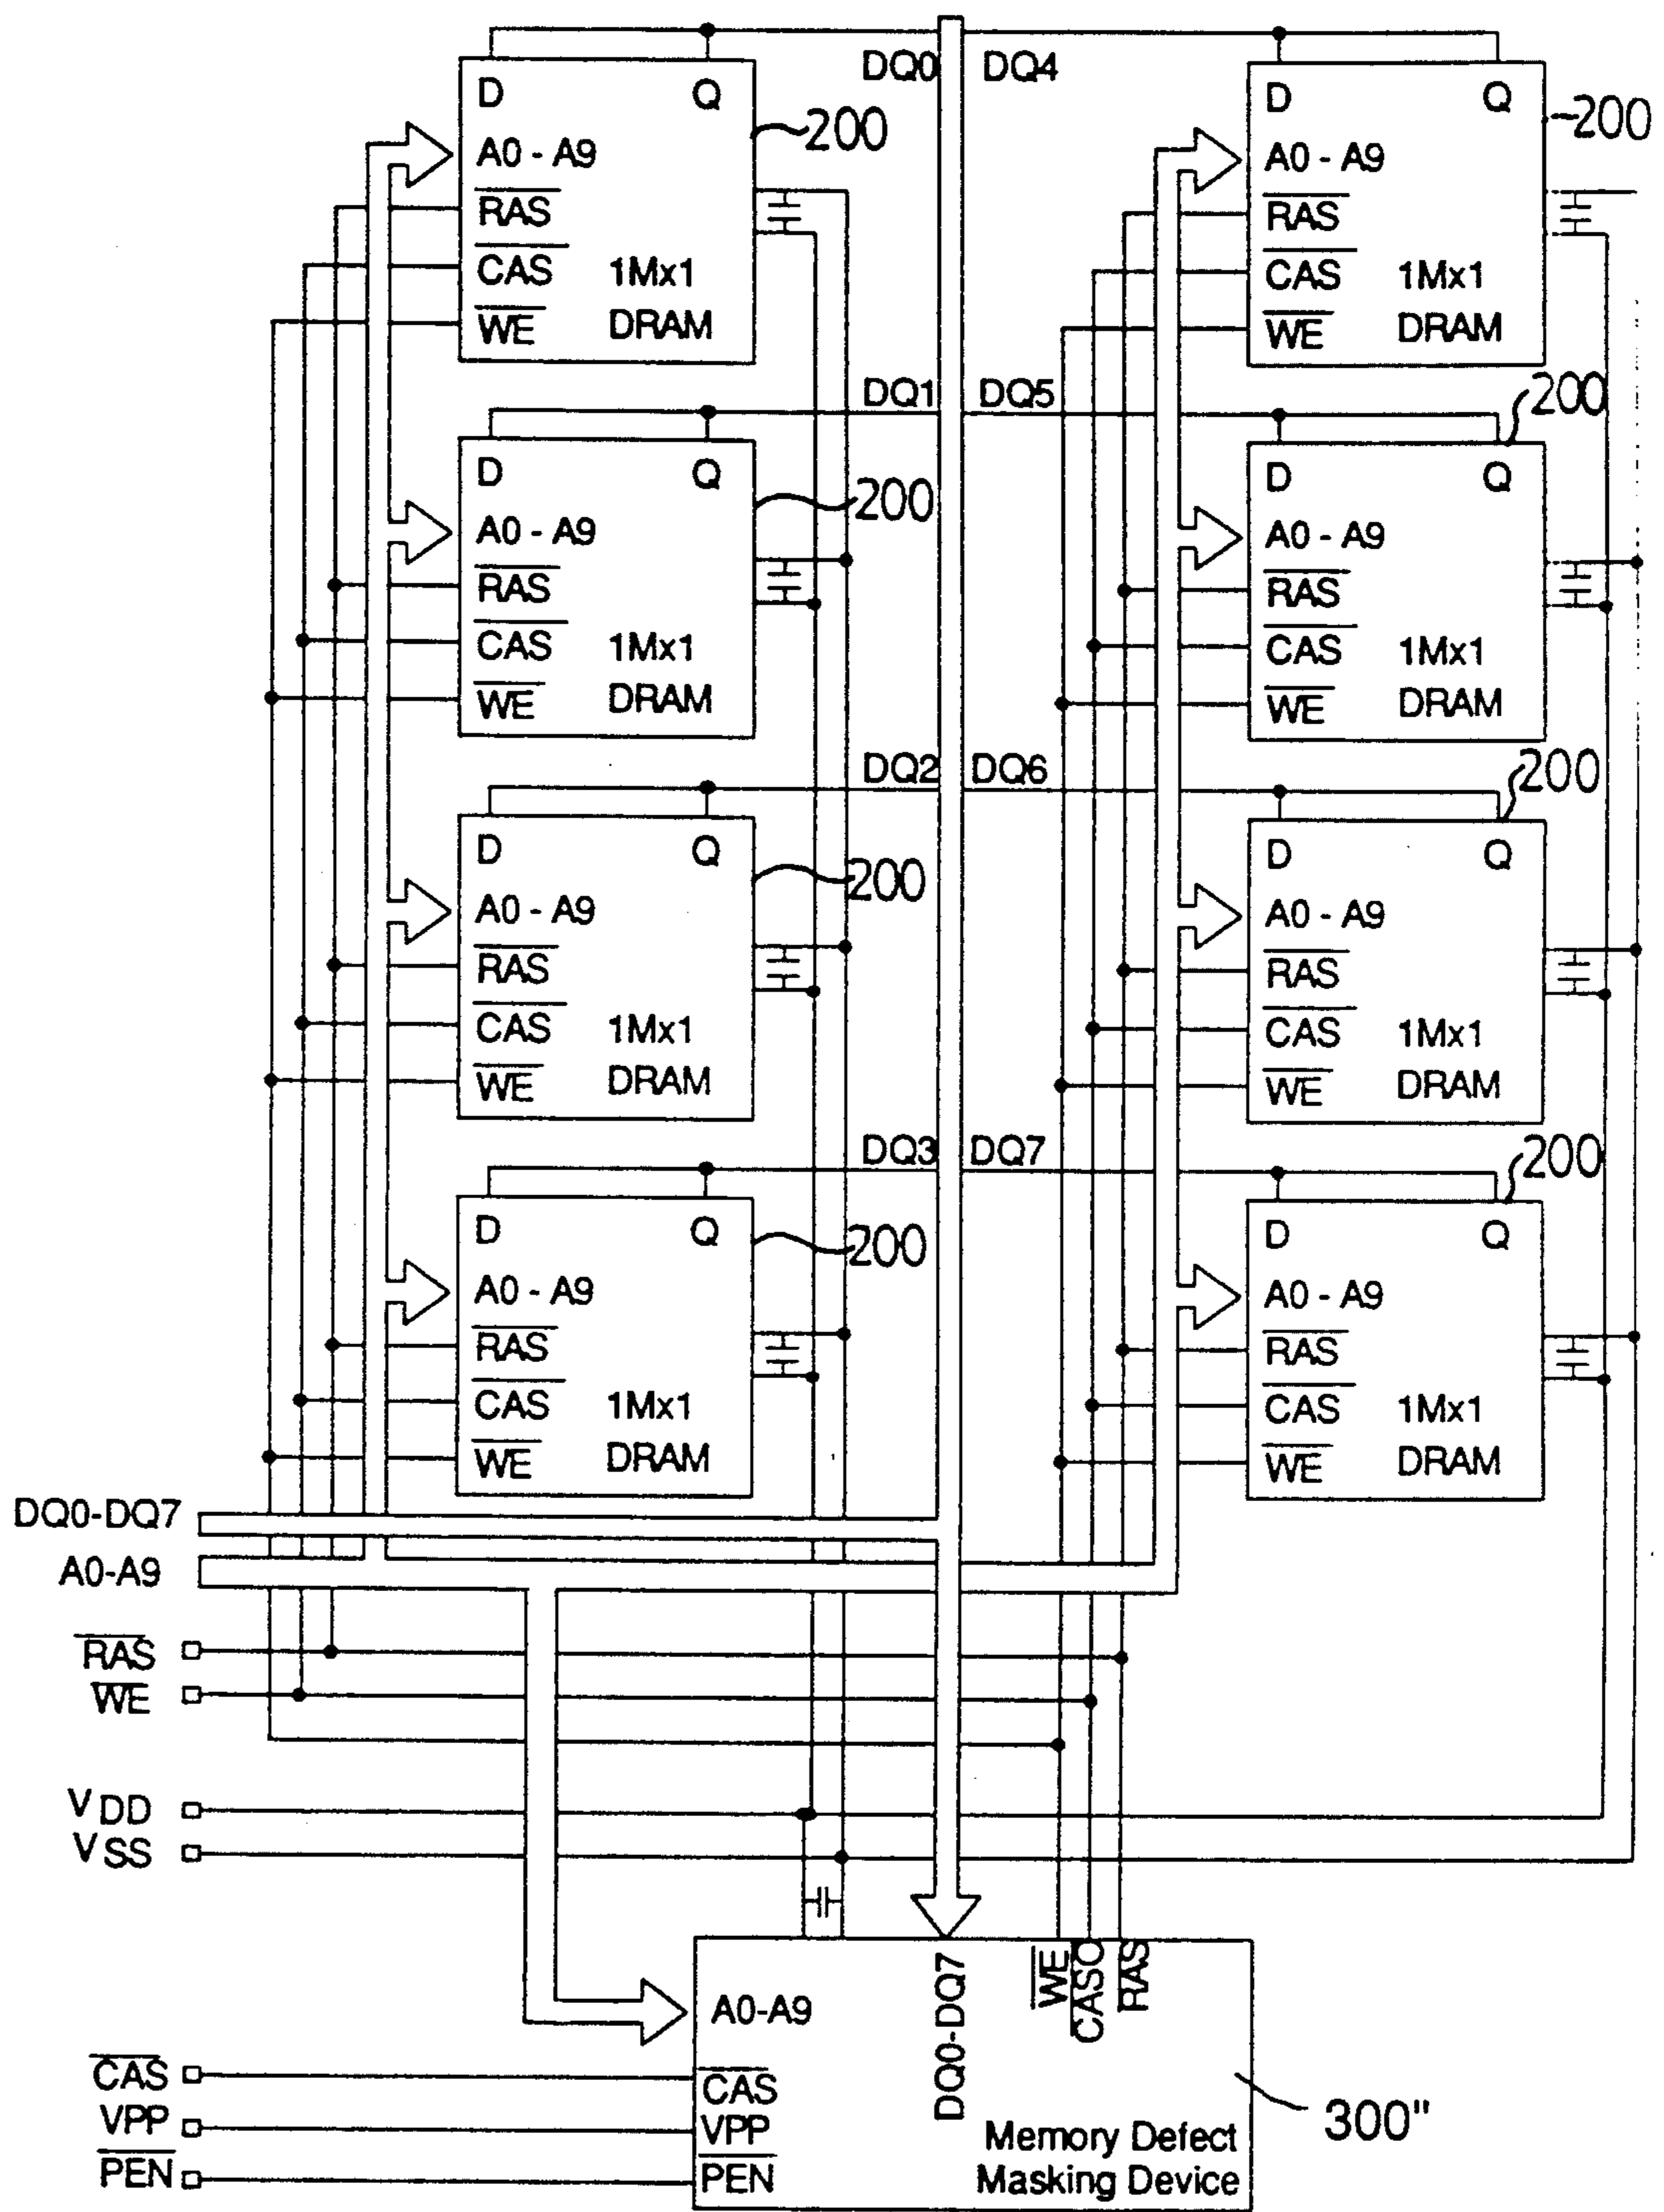 DQ0 DQ4
D Q
200
A0 - A9
RAS
CAS 1Mx1
WE DRAM
D Q
200
A0 - A9
RAS
CAS 1Mx1
WE DRAM
DQ1 DQ5
D Q
200
A0 - A9
RAS
CAS 1Mx1
WE DRAM
D Q
200
A0 - A9
RAS
CAS 1Mx1
WE DRAM
DQ2 DQ6
D Q
200
A0 - A9
RAS
CAS 1Mx1
WE DRAM
D Q
200
A0 - A9
RAS
CAS 1Mx1
WE DRAM
DQ3 DQ7
D Q
200
A0 - A9
RAS
CAS 1Mx1
WE DRAM
D Q
200
A0 - A9
RAS
CAS 1Mx1
WE DRAM
DQ0-DQ7
A0-A9
RAS
WE
VDD
VSS
CAS
VPP
PEN
A0-A9
CAS
VPP
PEN
DQ0-DQ7
WE
CASO
RAS
Memory Defect
Masking Device
300"